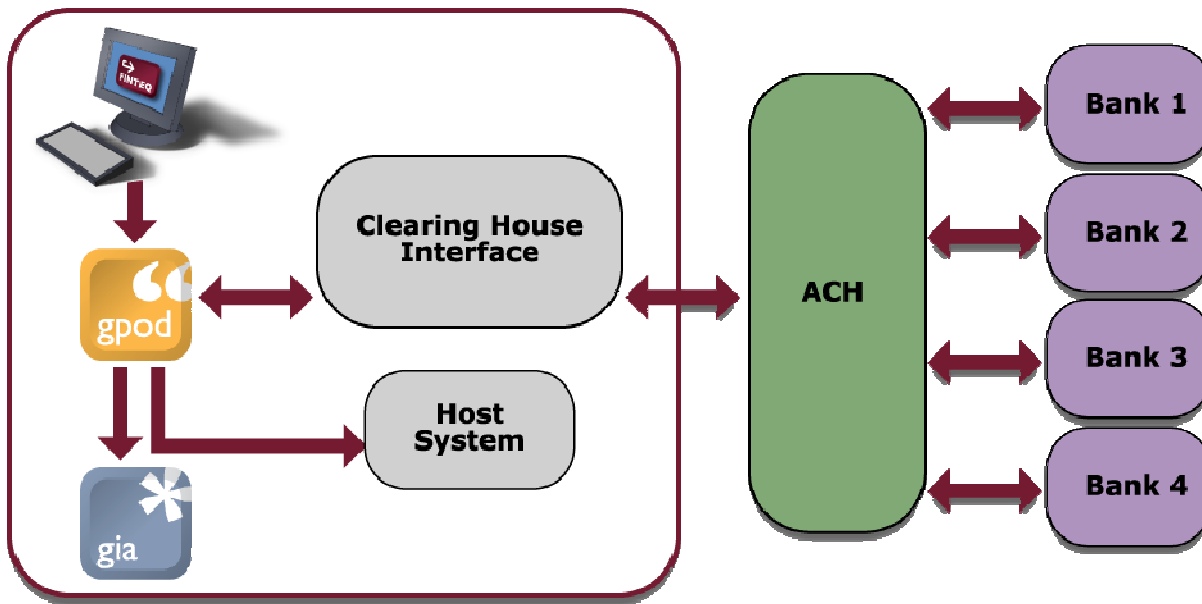 FINTEQ
Clearing House
Interface
gpod
Host
System
gia
ACH
Bank 1
Bank 2
Bank 3
Bank 4